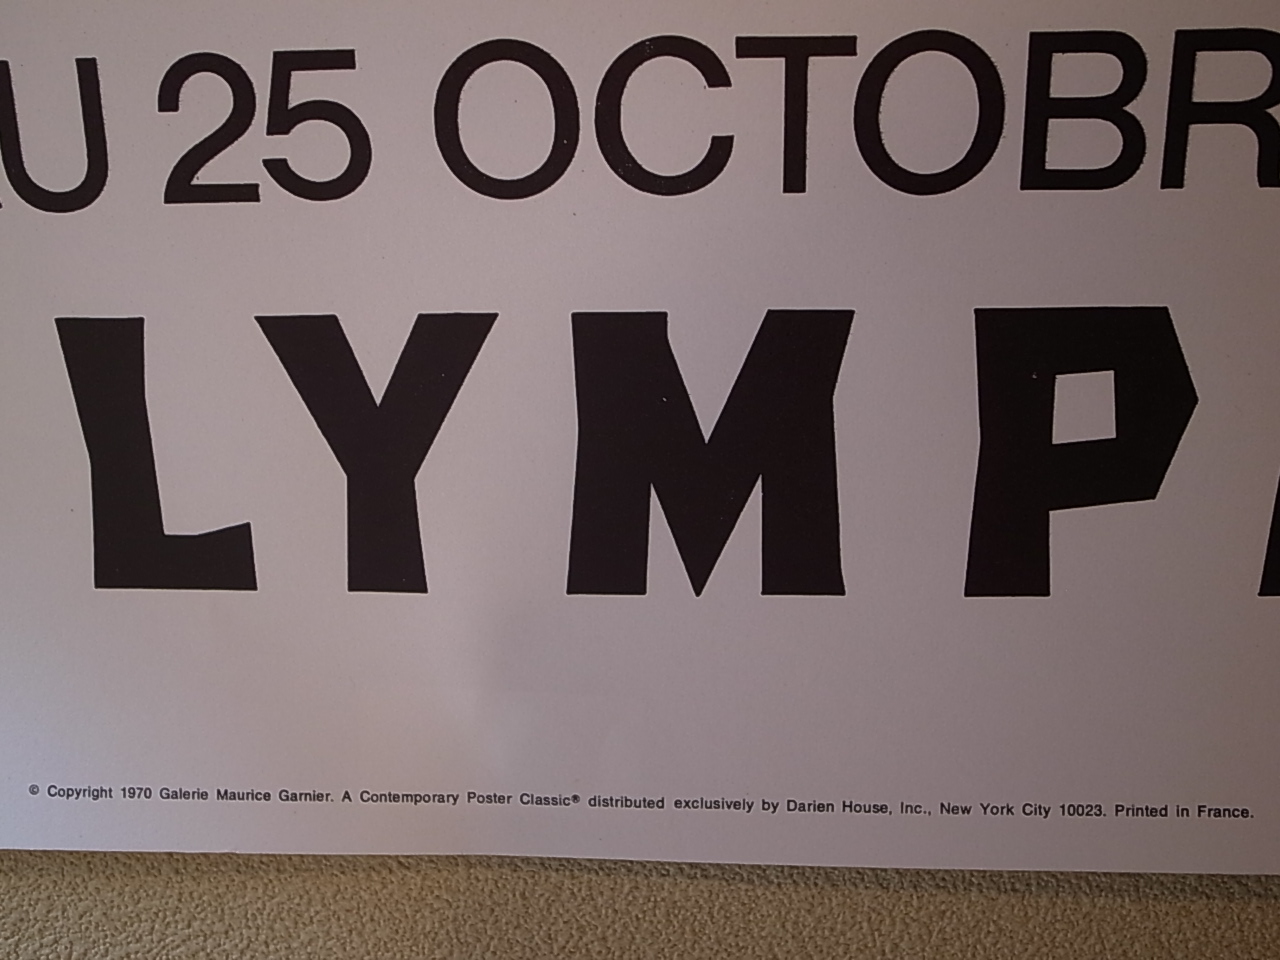 AU 25 OCTOBR
LYMP
© Copyright 1970 Galerie Maurice Garnier. A Contemporary Poster Classic® distributed exclusively by Darien House, Inc., New York City 10023. Printed in France.